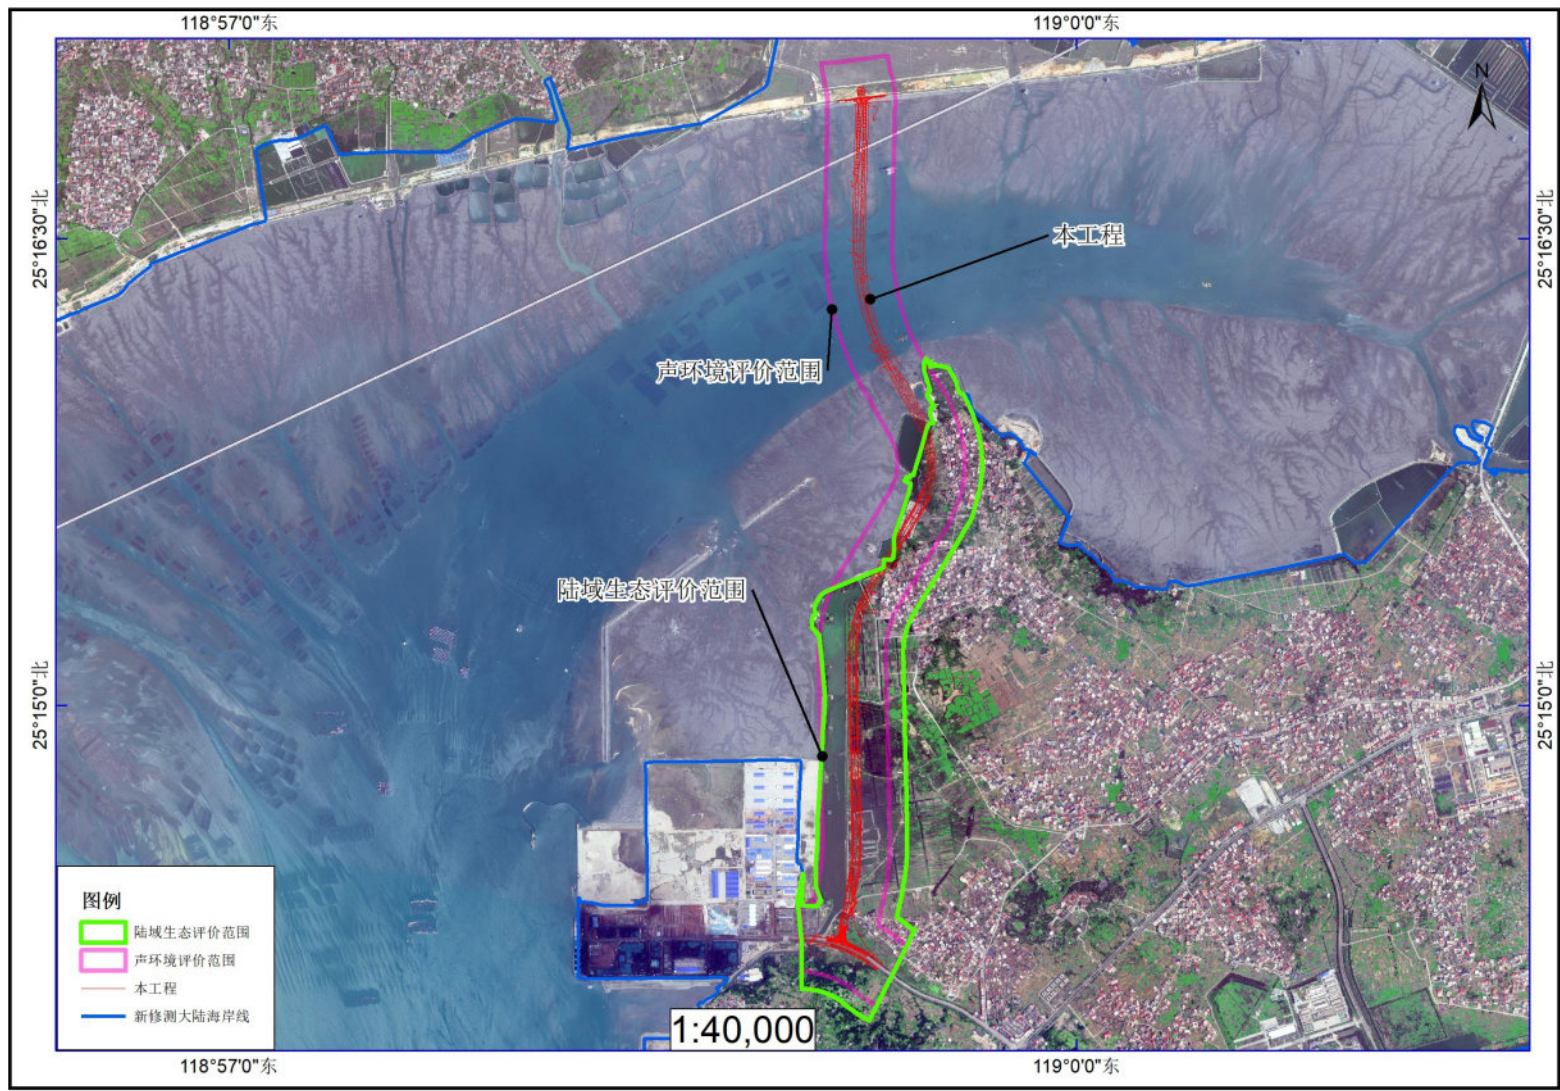 118°57'0"东
119°0'0"东
N
25°16'30"北
25°16'30"北
本工程
声环境评价范围
陆域生态评价范围
25°15'0"北
25°15'0"北
图例
陆域生态评价范围
声环境评价范围
本工程
新修测大陆海岸线
1:40,000
118°57'0"东
119°0'0"东